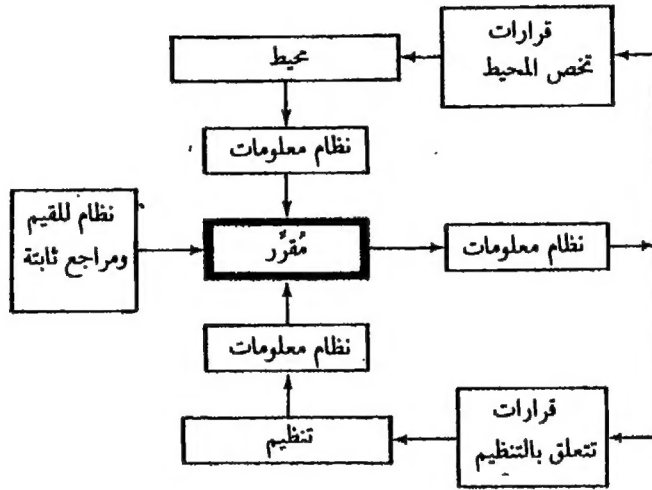 قرارات
تخص المحيط
محيط
نظام معلومات
نظام للقيم
ومراجع ثابتة
مُقرِّر
نظام معلومات
نظام معلومات
قرارات
تتعلق بالتنظيم
تنظيم